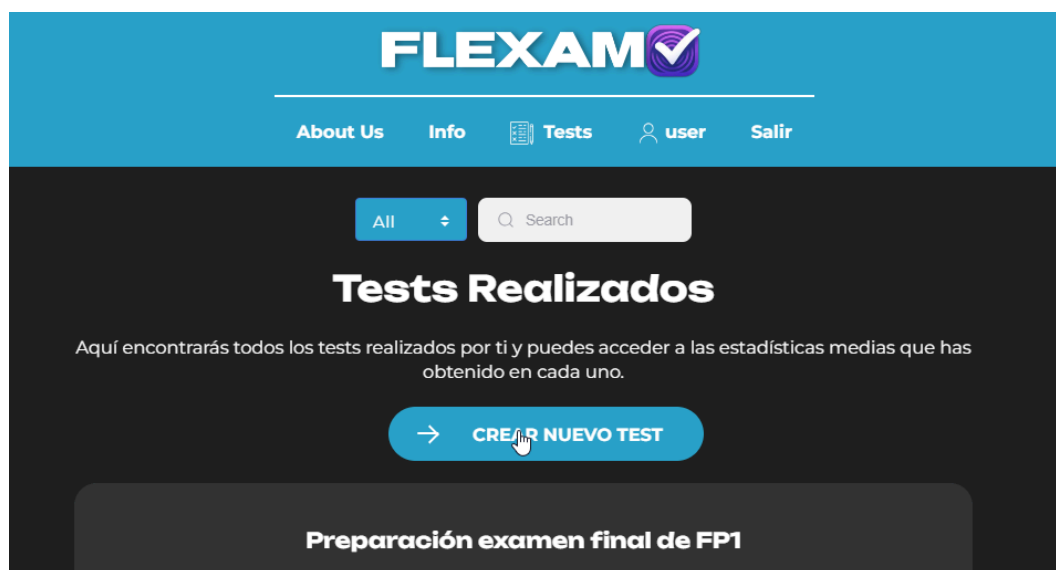 FLEXAM
About Us Info Tests user Salir
All Search
Tests Realizados
Aquí encontrarás todos los tests realizados por ti y puedes acceder a las estadísticas medias que has
obtenido en cada uno.
CREAR NUEVO TEST
Preparación examen final de FP1